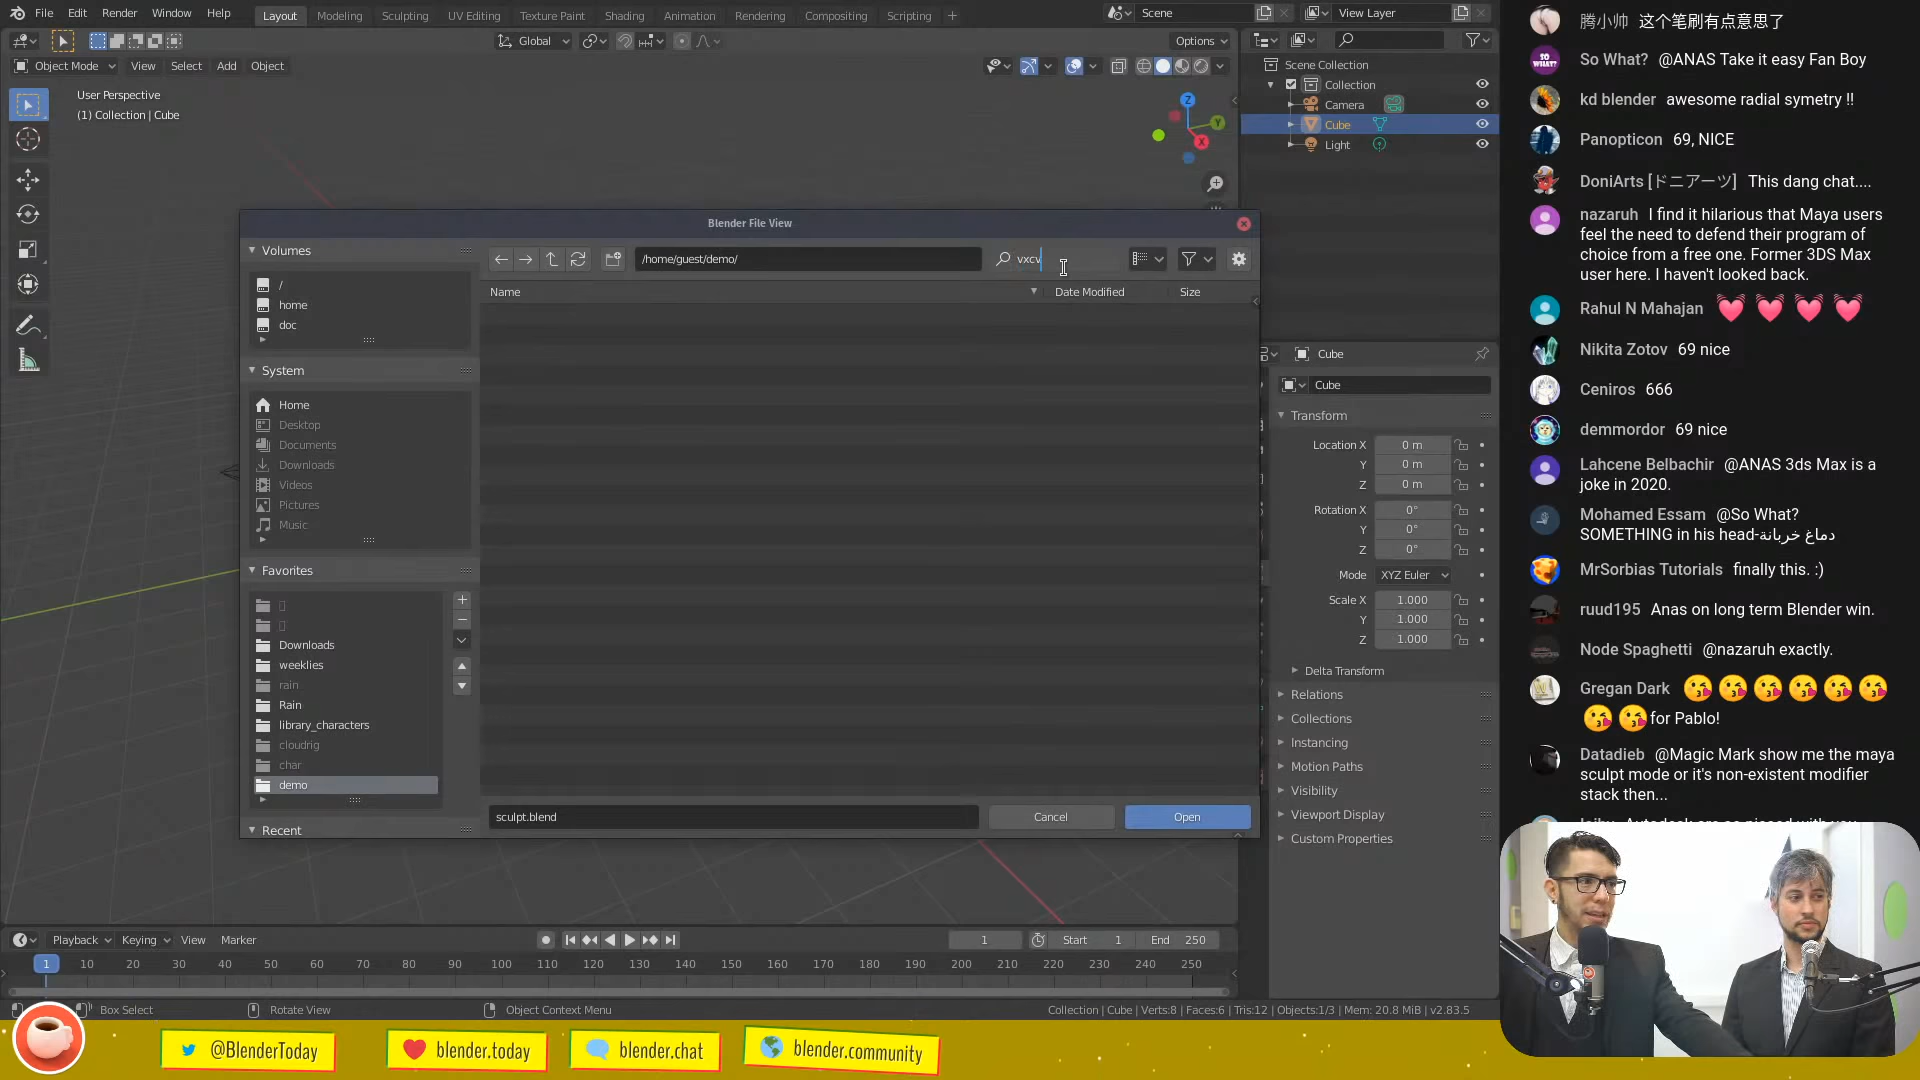 File Edit Render Window Help
Layout Modeling Sculpting UV Editing Texture Paint Shading Animation Rendering Compositing Scripting +
Scene
View Layer
Global
Options
Object Mode View Select Add Object
User Perspective
(1) Collection | Cube
Z
Y
X
Scene Collection
Collection
Camera
Cube
Light
Blender File View
Volumes
/
home
doc
System
Home
Desktop
Documents
Downloads
Videos
Pictures
Music
Favorites
Downloads
weeklies
rain
Rain
library_characters
cloudrig
char
demo
Recent
/home/guest/demo/
vxcv
Name Date Modified Size
sculpt.blend
Cancel
Open
Cube
Cube
Transform
Location X 0 m
Y 0 m
Z 0 m
Rotation X 0°
Y 0°
Z 0°
Mode XYZ Euler
Scale X 1.000
Y 1.000
Z 1.000
Delta Transform
Relations
Collections
Instancing
Motion Paths
Visibility
Viewport Display
Custom Properties
Playback Keying View Marker
1 Start 1 End 250
1 10 20 30 40 50 60 70 80 90 100 110 120 130 140 150 160 170 180 190 200 210 220 230 240 250
Box Select Rotate View Object Context Menu
Collection | Cube | Verts:8 | Faces:6 | Tris:12 | Objects:1/3 | Mem: 20.8 MiB | v2.83.5
腾小帅 这个笔刷有点意思了
So What? @ANAS Take it easy Fan Boy
kd blender awesome radial symetry !!
Panopticon 69, NICE
DoniArts [ドニアーツ] This dang chat....
nazaruh I find it hilarious that Maya users
feel the need to defend their program of
choice from a free one. Former 3DS Max
user here. I haven't looked back.
Rahul N Mahajan 💓 💓 💓 💓
Nikita Zotov 69 nice
Ceniros 666
demmordor 69 nice
Lahcene Belbachir @ANAS 3ds Max is a
joke in 2020.
Mohamed Essam @So What?
SOMETHING in his head-دماغ خربانة
MrSorbias Tutorials finally this. :)
ruud195 Anas on long term Blender win.
Node Spaghetti @nazaruh exactly.
Gregan Dark 😘 😘 😘 😘 😘 😘
😘 😘 for Pablo!
Datadieb @Magic Mark show me the maya
sculpt mode or it's non-existent modifier
stack then...
SO WHAT?
@BlenderToday
blender.today
blender.chat
blender.community